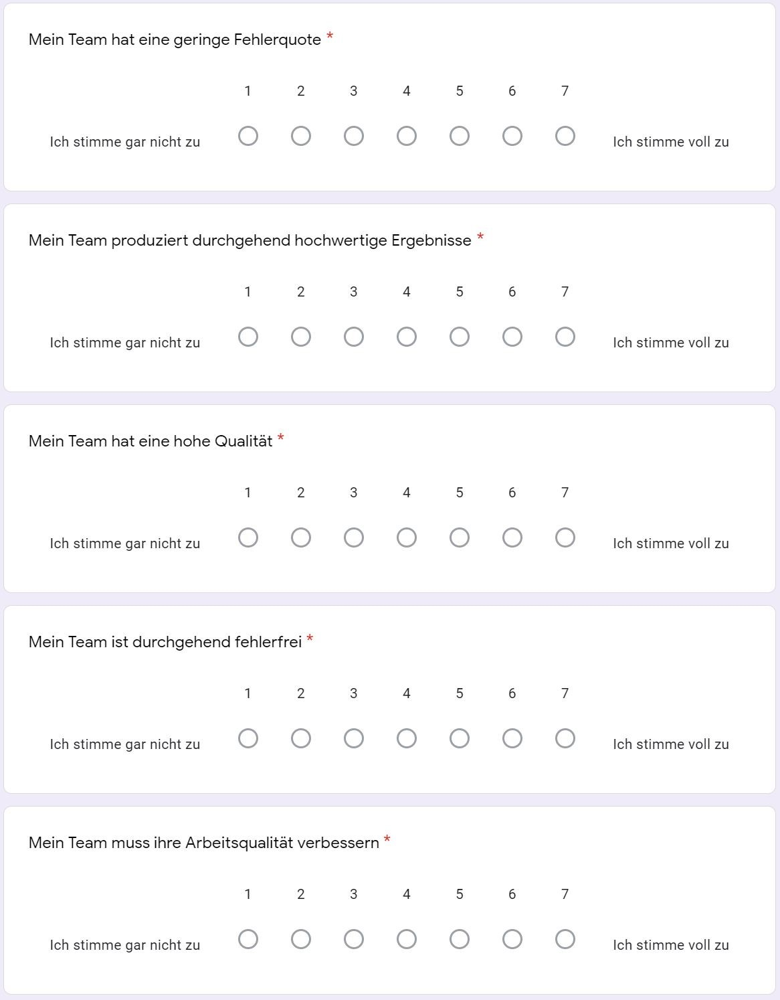 Mein Team hat eine geringe Fehlerquote *
1 2 3 4 5 6 7
Ich stimme gar nicht zu Ich stimme voll zu
Mein Team produziert durchgehend hochwertige Ergebnisse *
1 2 3 4 5 6 7
Ich stimme gar nicht zu Ich stimme voll zu
Mein Team hat eine hohe Qualität *
1 2 3 4 5 6 7
Ich stimme gar nicht zu Ich stimme voll zu
Mein Team ist durchgehend fehlerfrei *
1 2 3 4 5 6 7
Ich stimme gar nicht zu Ich stimme voll zu
Mein Team muss ihre Arbeitsqualität verbessern *
1 2 3 4 5 6 7
Ich stimme gar nicht zu Ich stimme voll zu